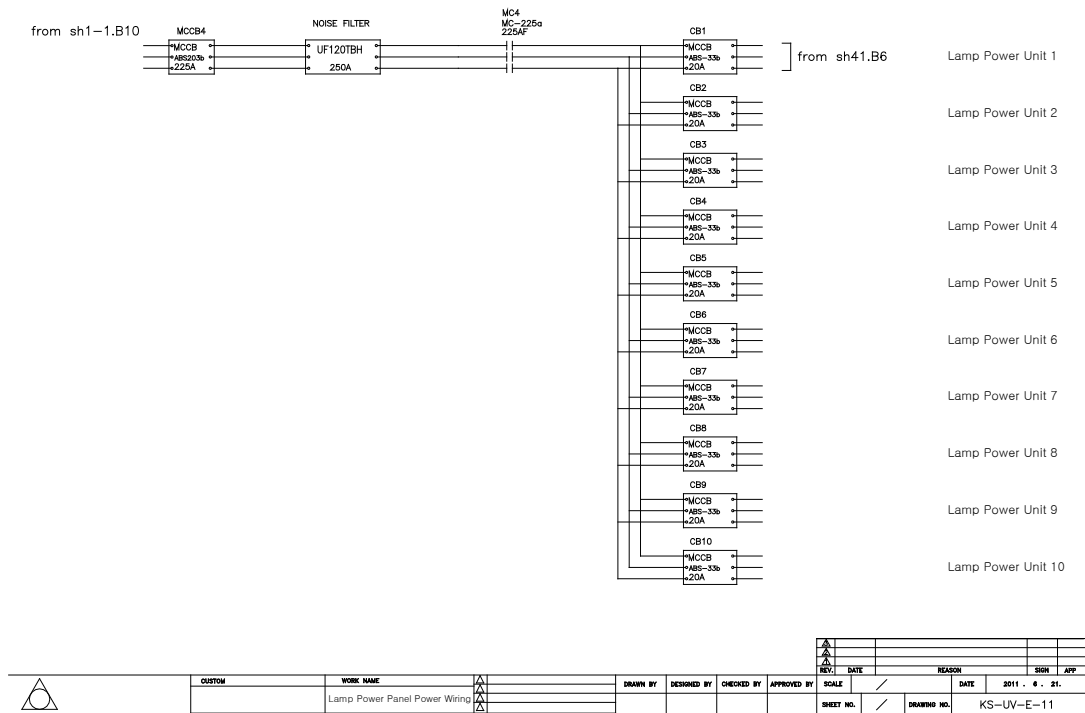 from sh1-1.B10
MCCB4
MCCB
ABS203b
225A
NOISE FILTER
UF120TBH
250A
MC4
MC-225a
225AF
CB1
MCCB
ABS-33b
20A
from sh41.B6
Lamp Power Unit 1
CB2
MCCB
ABS-33b
20A
Lamp Power Unit 2
CB3
MCCB
ABS-33b
20A
Lamp Power Unit 3
CB4
MCCB
ABS-33b
20A
Lamp Power Unit 4
CB5
MCCB
ABS-33b
20A
Lamp Power Unit 5
CB6
MCCB
ABS-33b
20A
Lamp Power Unit 6
CB7
MCCB
ABS-33b
20A
Lamp Power Unit 7
CB8
MCCB
ABS-33b
20A
Lamp Power Unit 8
CB9
MCCB
ABS-33b
20A
Lamp Power Unit 9
CB10
MCCB
ABS-33b
20A
Lamp Power Unit 10
REV. DATE REASON SIGN APP
CUSTOM
WORK NAME
Lamp Power Panel Power Wiring
DRAWN BY DESIGNED BY CHECKED BY APPROVED BY
SCALE / DATE 2011 . 6 . 21.
SHEET NO. / DRAWING NO. KS-UV-E-11